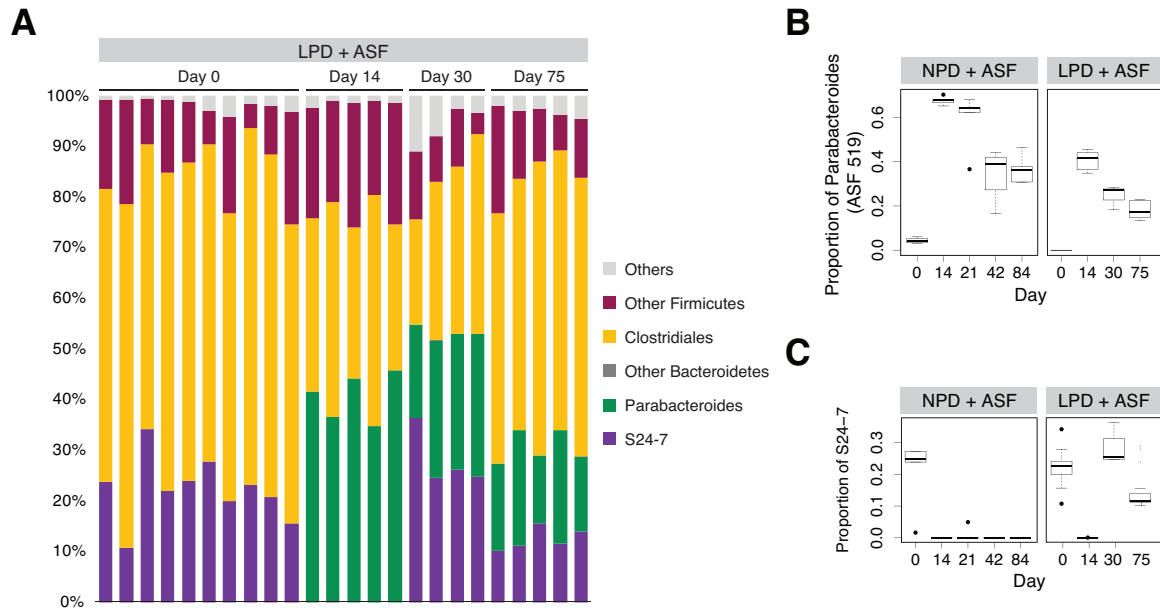 A
LPD + ASF
Day 0 Day 14 Day 30 Day 75
100%
90%
80%
70%
60%
50%
40%
30%
20%
10%
0%
Others
Other Firmicutes
Clostridiales
Other Bacteroidetes
Parabacteroides
S24-7
B
NPD + ASF LPD + ASF
Proportion of Parabacteroides
(ASF 519)
0.6
0.4
0.2
0.0
0 14 21 42 84 0 14 30 75
Day
C
NPD + ASF LPD + ASF
Proportion of S24−7
0.3
0.2
0.1
0.0
0 14 21 42 84 0 14 30 75
Day